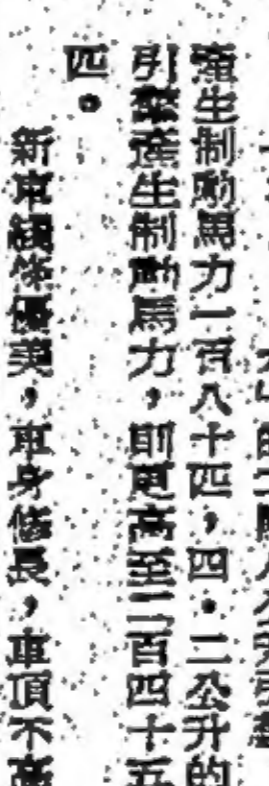 產生制動馬力一百八十匹，四・二公升的
引擎產生制動馬力，則更高至二百四十五
匹。
新車綫條優美，車身修長，車頂不高